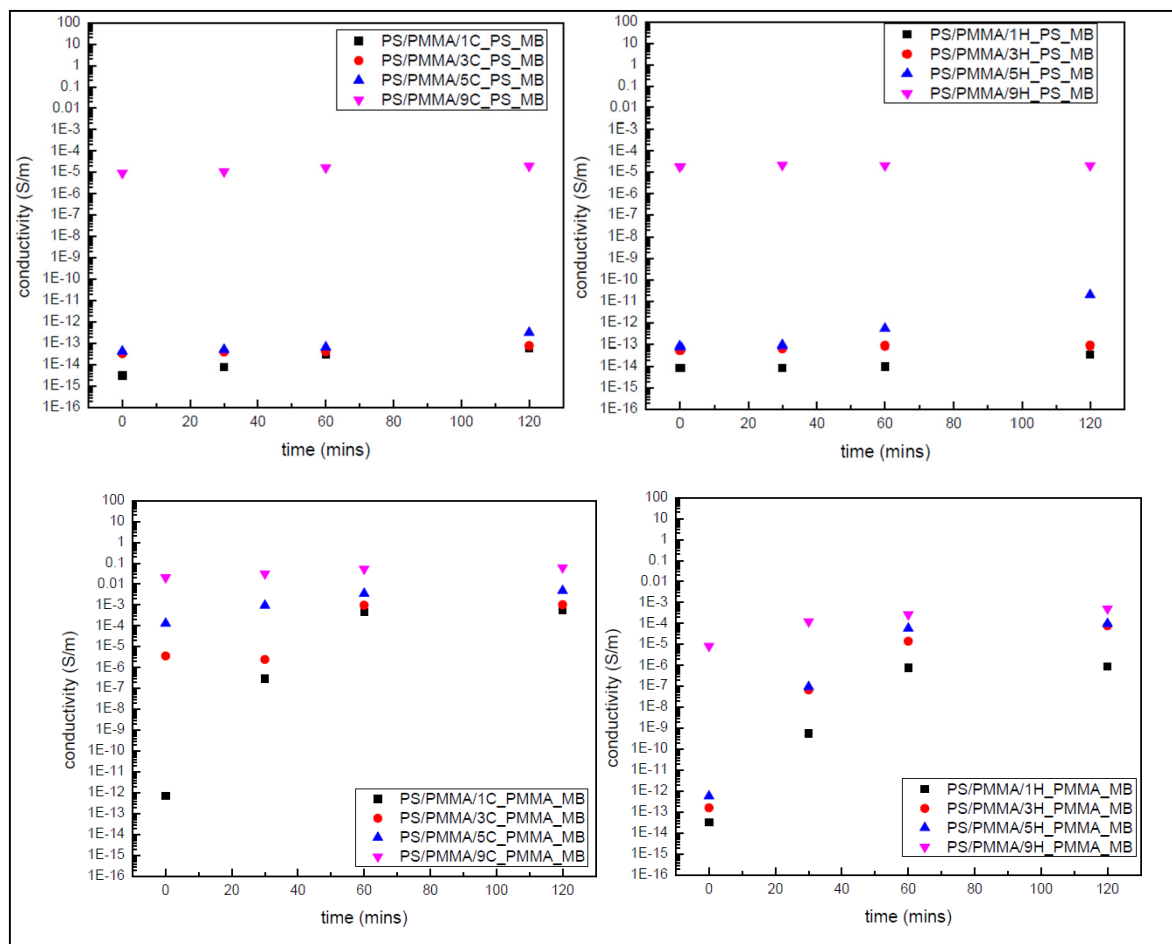 100
10
1
0.1
0.01
1E-3
1E-4
1E-5
1E-6
1E-7
1E-8
1E-9
1E-10
1E-11
1E-12
1E-13
1E-14
1E-15
1E-16
conductivity (S/m)
PS/PMMA/1C_PS_MB
PS/PMMA/3C_PS_MB
PS/PMMA/5C_PS_MB
PS/PMMA/9C_PS_MB
0 20 40 60 80 100 120
time (mins)
100
10
1
0.1
0.01
1E-3
1E-4
1E-5
1E-6
1E-7
1E-8
1E-9
1E-10
1E-11
1E-12
1E-13
1E-14
1E-15
1E-16
conductivity (S/m)
PS/PMMA/1H_PS_MB
PS/PMMA/3H_PS_MB
PS/PMMA/5H_PS_MB
PS/PMMA/9H_PS_MB
0 20 40 60 80 100 120
time (mins)
100
10
1
0.1
0.01
1E-3
1E-4
1E-5
1E-6
1E-7
1E-8
1E-9
1E-10
1E-11
1E-12
1E-13
1E-14
1E-15
1E-16
conductivity (S/m)
PS/PMMA/1C_PMMA_MB
PS/PMMA/3C_PMMA_MB
PS/PMMA/5C_PMMA_MB
PS/PMMA/9C_PMMA_MB
0 20 40 60 80 100 120
time (mins)
100
10
1
0.1
0.01
1E-3
1E-4
1E-5
1E-6
1E-7
1E-8
1E-9
1E-10
1E-11
1E-12
1E-13
1E-14
1E-15
1E-16
conductivity (S/m)
PS/PMMA/1H_PMMA_MB
PS/PMMA/3H_PMMA_MB
PS/PMMA/5H_PMMA_MB
PS/PMMA/9H_PMMA_MB
0 20 40 60 80 100 120
time (mins)